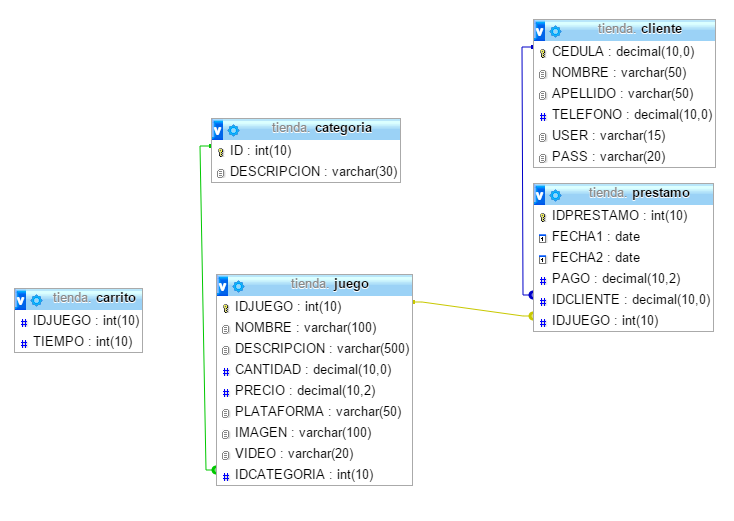 tienda. cliente
CEDULA : decimal(10,0)
NOMBRE : varchar(50)
APELLIDO : varchar(50)
TELEFONO : decimal(10,0)
USER : varchar(15)
PASS : varchar(20)
tienda. categoria
ID : int(10)
DESCRIPCION : varchar(30)
tienda. prestamo
IDPRESTAMO : int(10)
FECHA1 : date
FECHA2 : date
PAGO : decimal(10,2)
IDCLIENTE : decimal(10,0)
IDJUEGO : int(10)
tienda. carrito
IDJUEGO : int(10)
TIEMPO : int(10)
tienda. juego
IDJUEGO : int(10)
NOMBRE : varchar(100)
DESCRIPCION : varchar(500)
CANTIDAD : decimal(10,0)
PRECIO : decimal(10,2)
PLATAFORMA : varchar(50)
IMAGEN : varchar(100)
VIDEO : varchar(20)
IDCATEGORIA : int(10)